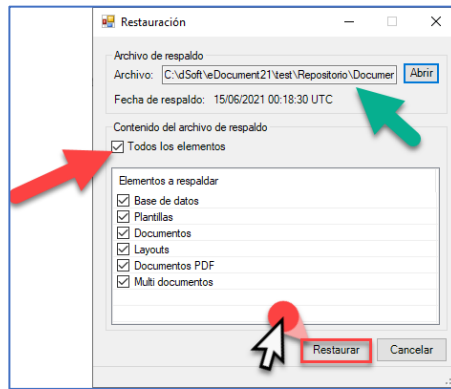 Restauración
Archivo de respaldo
Archivo: C:\dSoft\eDocument21\test\Repositorio\Documer Abrir
Fecha de respaldo: 15/06/2021 00:18:30 UTC
Contenido del archivo de respaldo
Todos los elementos
Elementos a respaldar
Base de datos
Plantillas
Documentos
Layouts
Documentos PDF
Multi documentos
Restaurar Cancelar